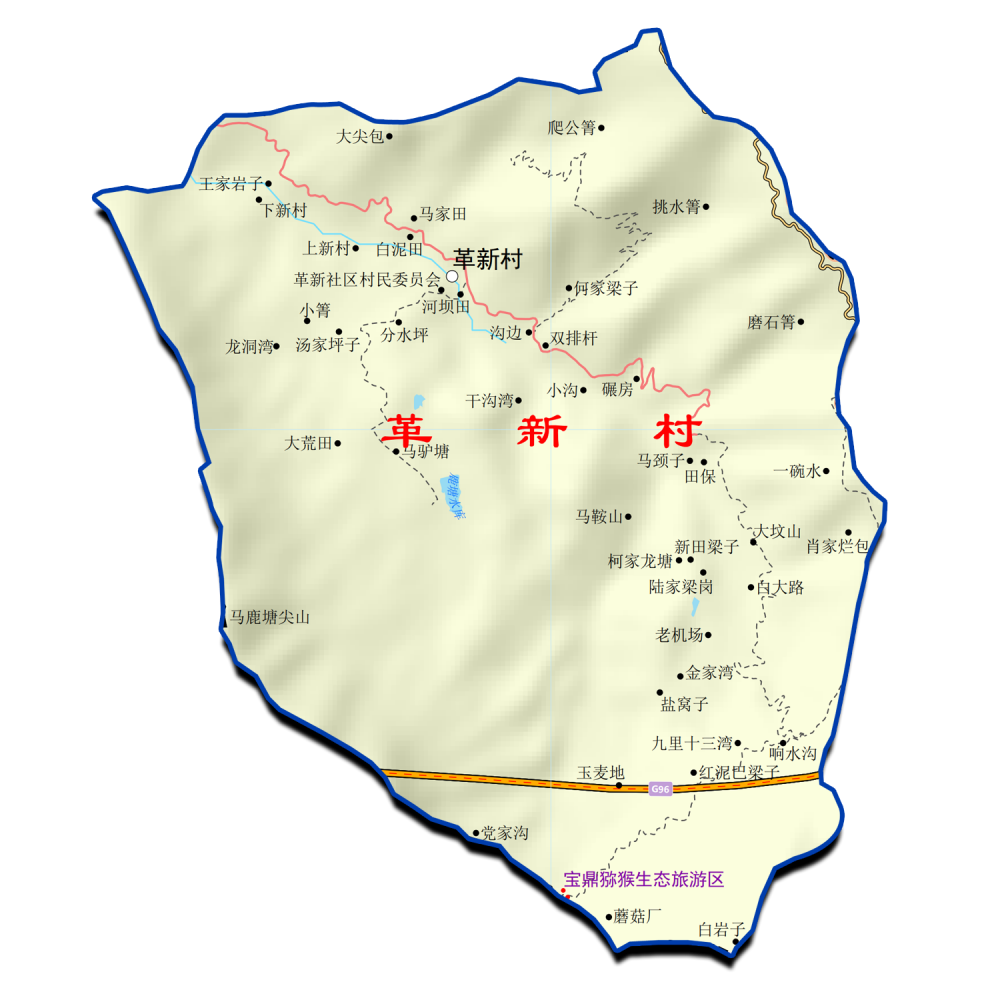 爬公箐
大尖包
王家岩子
下新村
挑水箐
马家田
上新村
白泥田
革新村
革新社区村民委员会
何家梁子
河坝田
小箐
磨石箐
分水坪
沟边
双排杆
龙洞湾
汤家坪子
小沟
碾房
干沟湾
革新村
大荒田
马驴塘
马颈子
田保
一碗水
马鞍山
大坟山
新田梁子
肖家烂包
柯家龙塘
陆家梁岗
白大路
马鹿塘尖山
老机场
金家湾
盐窝子
九里十三湾
响水沟
玉麦地
红泥巴梁子
G96
党家沟
宝鼎猕猴生态旅游区
蘑菇厂
白岩子